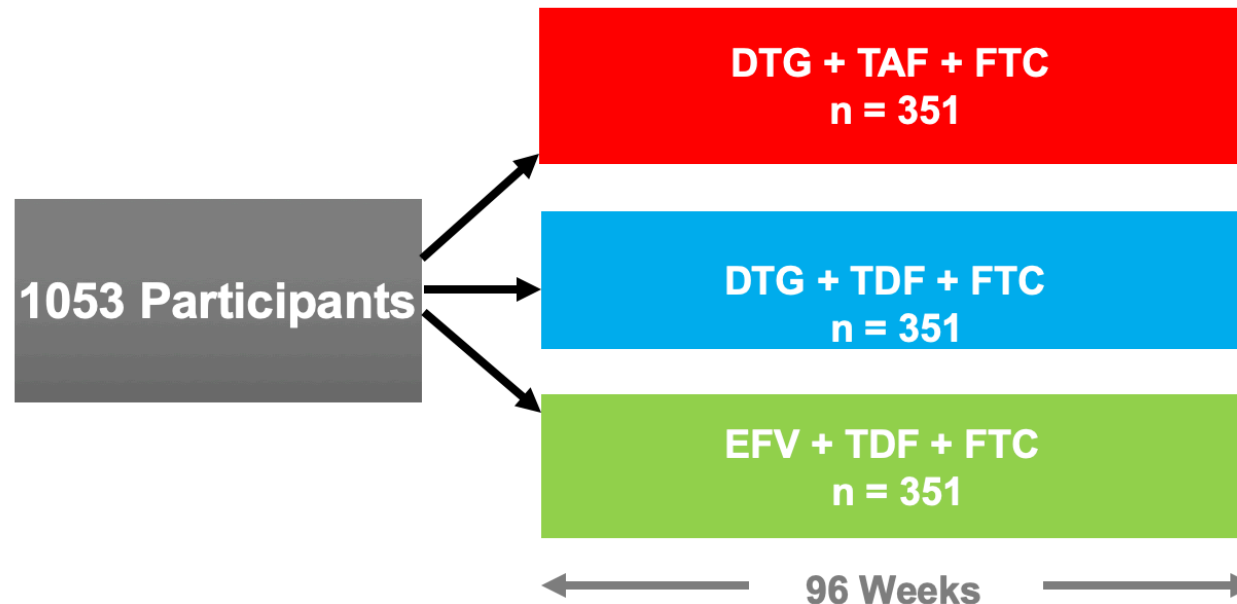 1053 Participants
DTG + TAF + FTC
n = 351
DTG + TDF + FTC
n = 351
EFV + TDF + FTC
n = 351
96 Weeks